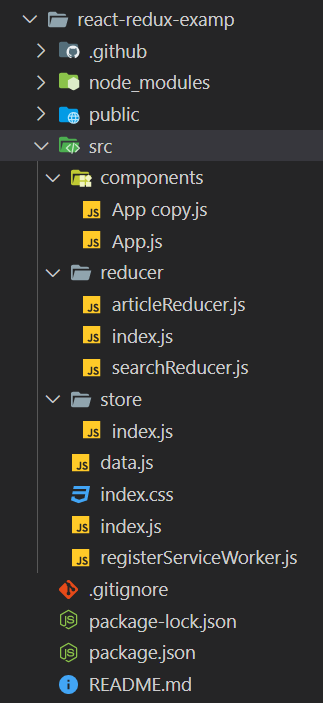 react-redux-examp
.github
node_modules
public
src
components
App copy.js
App.js
reducer
articleReducer.js
index.js
searchReducer.js
store
index.js
data.js
index.css
index.js
registerServiceWorker.js
.gitignore
package-lock.json
package.json
README.md